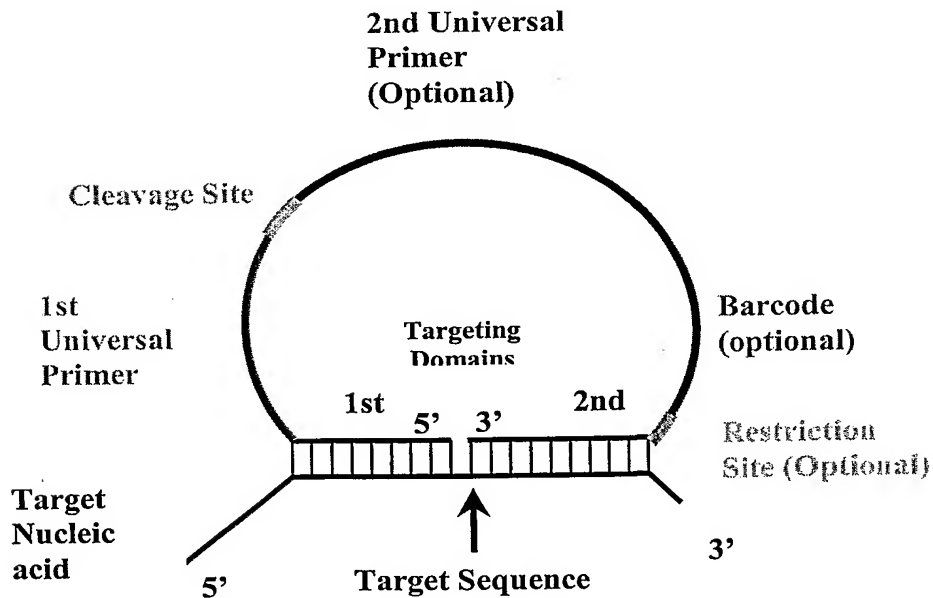 2nd Universal
Primer
(Optional)
Cleavage Site
1st
Universal
Primer
Targeting
Domains
Barcode
(optional)
1st 5’ 3’ 2nd
Restriction
Site (Optional)
Target
Nucleic
acid
5’
Target Sequence
3’